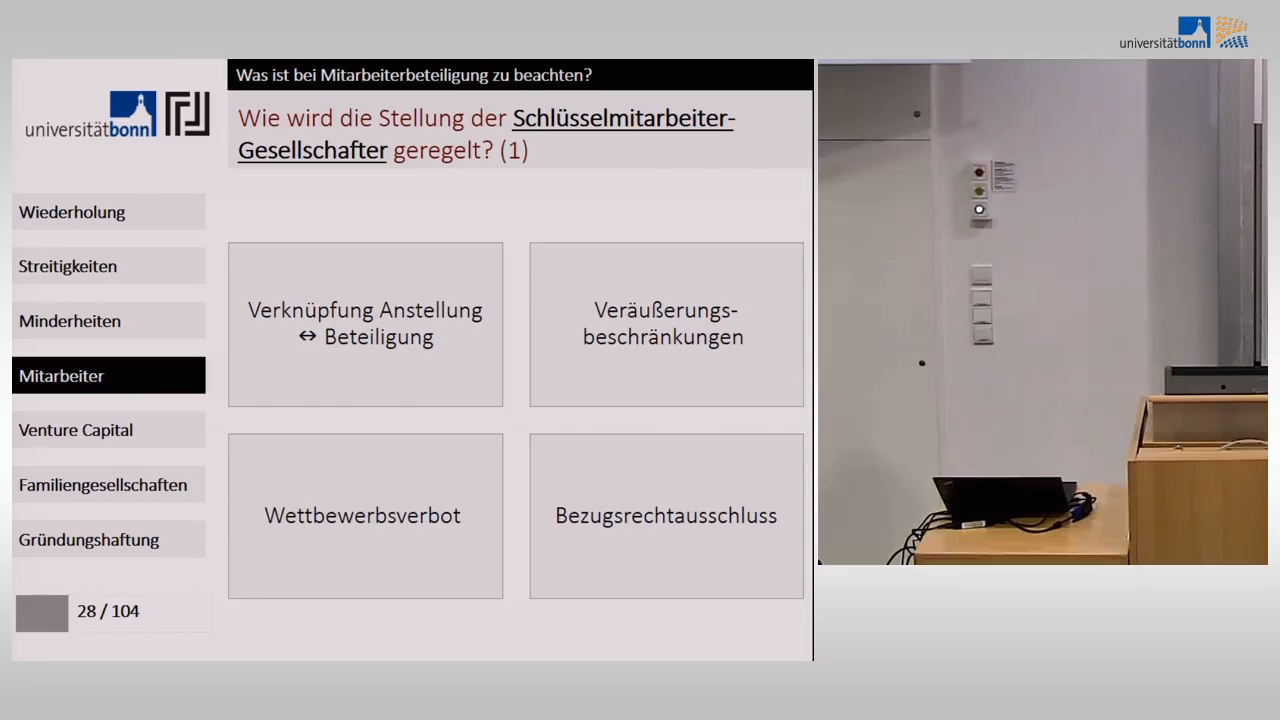 universitätbonn
Was ist bei Mitarbeiterbeteiligung zu beachten?
universitätbonn
Wie wird die Stellung der Schlüsselmitarbeiter-
Gesellschafter geregelt? (1)
Wiederholung
Streitigkeiten
Minderheiten
Mitarbeiter
Venture Capital
Familiengesellschaften
Gründungshaftung
28 / 104
Verknüpfung Anstellung
↔ Beteiligung
Veräußerungs-
beschränkungen
Wettbewerbsverbot
Bezugsrechtausschluss